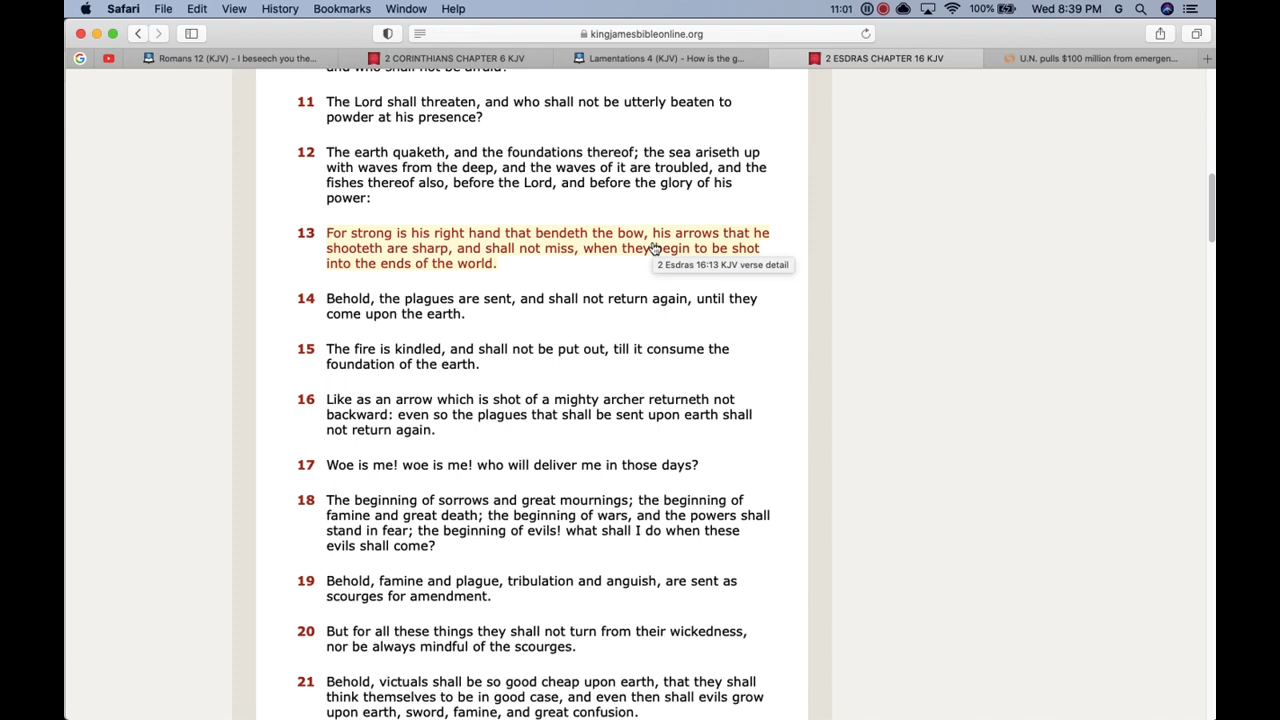 Safari File Edit View History Bookmarks Window Help 11:01 100% Wed 8:39 PM G
kingjamesbibleonline.org
G Romans 12 (KJV) - I beseech you the... 2 CORINTHIANS CHAPTER 6 KJV Lamentations 4 (KJV) - How is the g... 2 ESDRAS CHAPTER 16 KJV U.N. pulls $100 million from emergen...
and who shall not be afraid?
11 The Lord shall threaten, and who shall not be utterly beaten to
powder at his presence?
12 The earth quaketh, and the foundations thereof; the sea ariseth up
with waves from the deep, and the waves of it are troubled, and the
fishes thereof also, before the Lord, and before the glory of his
power:
13 For strong is his right hand that bendeth the bow, his arrows that he
shooteth are sharp, and shall not miss, when they begin to be shot
into the ends of the world.
2 Esdras 16:13 KJV verse detail
14 Behold, the plagues are sent, and shall not return again, until they
come upon the earth.
15 The fire is kindled, and shall not be put out, till it consume the
foundation of the earth.
16 Like as an arrow which is shot of a mighty archer returneth not
backward: even so the plagues that shall be sent upon earth shall
not return again.
17 Woe is me! woe is me! who will deliver me in those days?
18 The beginning of sorrows and great mournings; the beginning of
famine and great death; the beginning of wars, and the powers shall
stand in fear; the beginning of evils! what shall I do when these
evils shall come?
19 Behold, famine and plague, tribulation and anguish, are sent as
scourges for amendment.
20 But for all these things they shall not turn from their wickedness,
nor be always mindful of the scourges.
21 Behold, victuals shall be so good cheap upon earth, that they shall
think themselves to be in good case, and even then shall evils grow
upon earth, sword, famine, and great confusion.